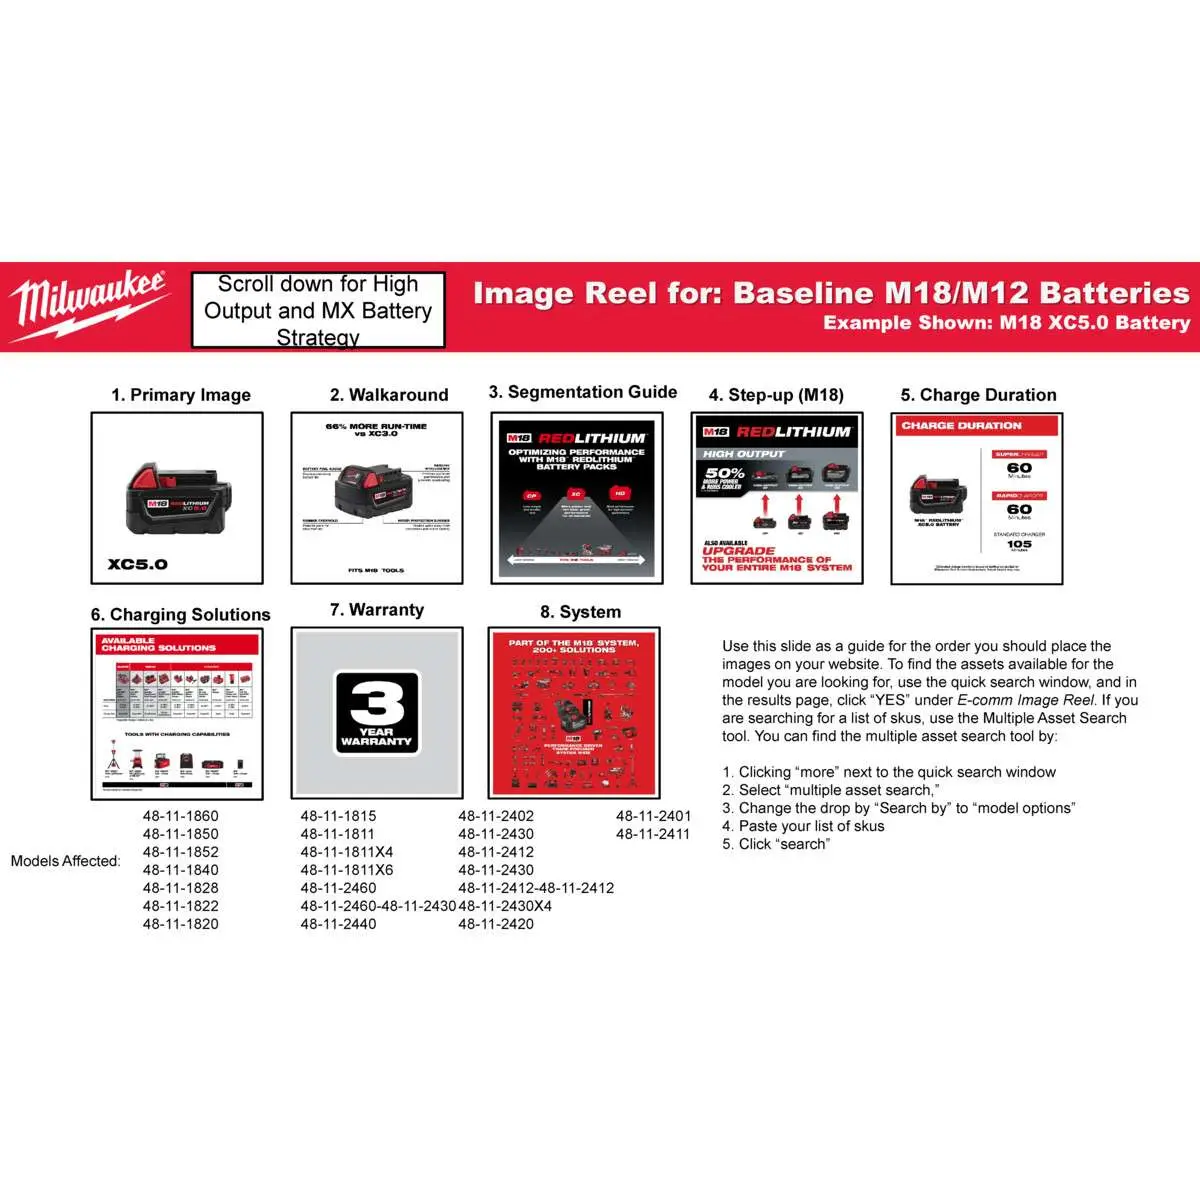 Milwaukee
Scroll down for High
Output and MX Battery
Strategy
Image Reel for: Baseline M18/M12 Batteries
Example Shown: M18 XC5.0 Battery
1. Primary Image
2. Walkaround
3. Segmentation Guide
4. Step-up (M18)
5. Charge Duration
M18 REDLITHIUM
XC5.0
XC5.0
66% MORE RUN-TIME
vs XC3.0
FITS M18 TOOLS
M18 REDLITHIUM
OPTIMIZING PERFORMANCE
WITH M18 REDLITHIUM
BATTERY PACKS
CP
XC
HD
M18 REDLITHIUM
HIGH OUTPUT
50%
MORE POWER
& RUNS COOLER
ALSO AVAILABLE
UPGRADE
THE PERFORMANCE OF
YOUR ENTIRE M18 SYSTEM
CHARGE DURATION
SUPER CHARGER
60
Minutes
RAPID CHARGER
60
Minutes
STANDARD CHARGER
105
Minutes
M18 REDLITHIUM
XC5.0 BATTERY
6. Charging Solutions
7. Warranty
8. System
AVAILABLE
CHARGING SOLUTIONS
TOOLS WITH CHARGING CAPABILITIES
3
YEAR
WARRANTY
PART OF THE M18 SYSTEM,
200+ SOLUTIONS
M18
PERFORMANCE DRIVEN
TRADE FOCUSED
SYSTEM WIDE
Use this slide as a guide for the order you should place the
images on your website. To find the assets available for the
model you are looking for, use the quick search window, and in
the results page, click “YES” under E-comm Image Reel. If you
are searching for a list of skus, use the Multiple Asset Search
tool. You can find the multiple asset search tool by:
1. Clicking “more” next to the quick search window
2. Select “multiple asset search,”
3. Change the drop by “Search by” to “model options”
4. Paste your list of skus
5. Click “search”
Models Affected:
48-11-1860
48-11-1850
48-11-1852
48-11-1840
48-11-1828
48-11-1822
48-11-1820
48-11-1815
48-11-1811
48-11-1811X4
48-11-1811X6
48-11-2460
48-11-2460-48-11-2430
48-11-2440
48-11-2402
48-11-2430
48-11-2412
48-11-2430
48-11-2412-48-11-2412
48-11-2430X4
48-11-2420
48-11-2401
48-11-2411